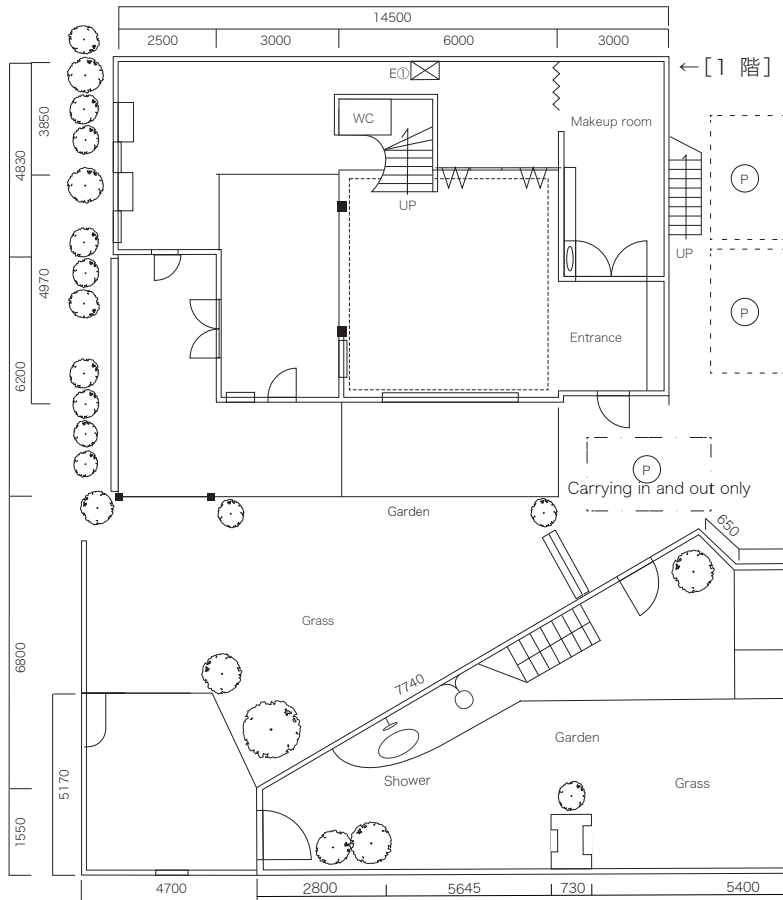 14500
2500
3000
6000
3000
←[1 階]
E①
WC
Makeup room
3850
4830
P
UP
UP
4970
P
Entrance
6200
P
Carrying in and out only
Garden
650
Grass
6800
7740
Garden
Shower
Grass
5170
1550
4700
2800
5645
730
5400